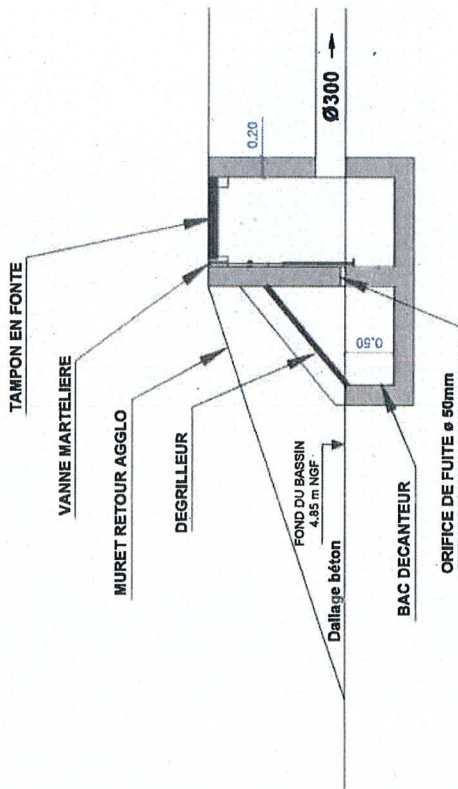 TAMPON EN FONTE
VANNE MARTELIERE
MURET RETOUR AGGLO
DEGRILLEUR
FOND DU BASSIN
4.85 m NGF
Dallage béton
0.20
Ø300 →
0.50
BAC DECANTEUR
ORIFICE DE FUITE ø 50mm